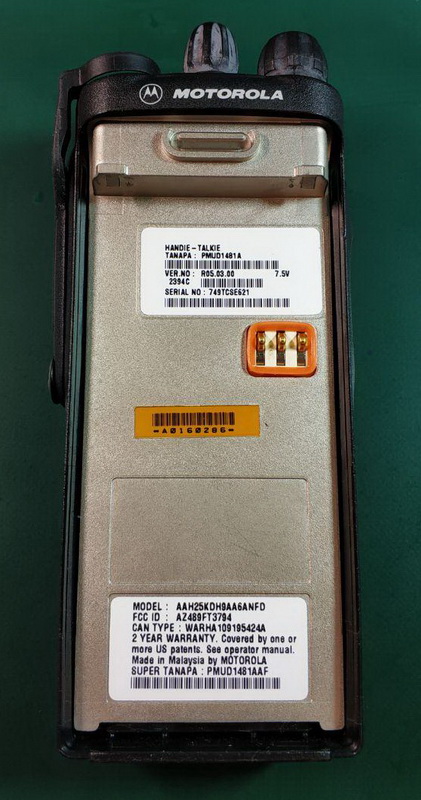 MOTOROLA
HANDIE-TALKIE
TANAPA : PMUD1481A
VER.NO : R05.03.00 7.5V
2394C
SERIAL NO : 749TCSE621
-A0160286-
MODEL : AAH25KDH9AA6ANFD
FCC ID : AZ489FT3794
CAN TYPE : WARHA109195424A
2 YEAR WARRANTY. Covered by one or
more US patents. See operator manual.
Made in Malaysia by MOTOROLA
SUPER TANAPA : PMUD1481AAF